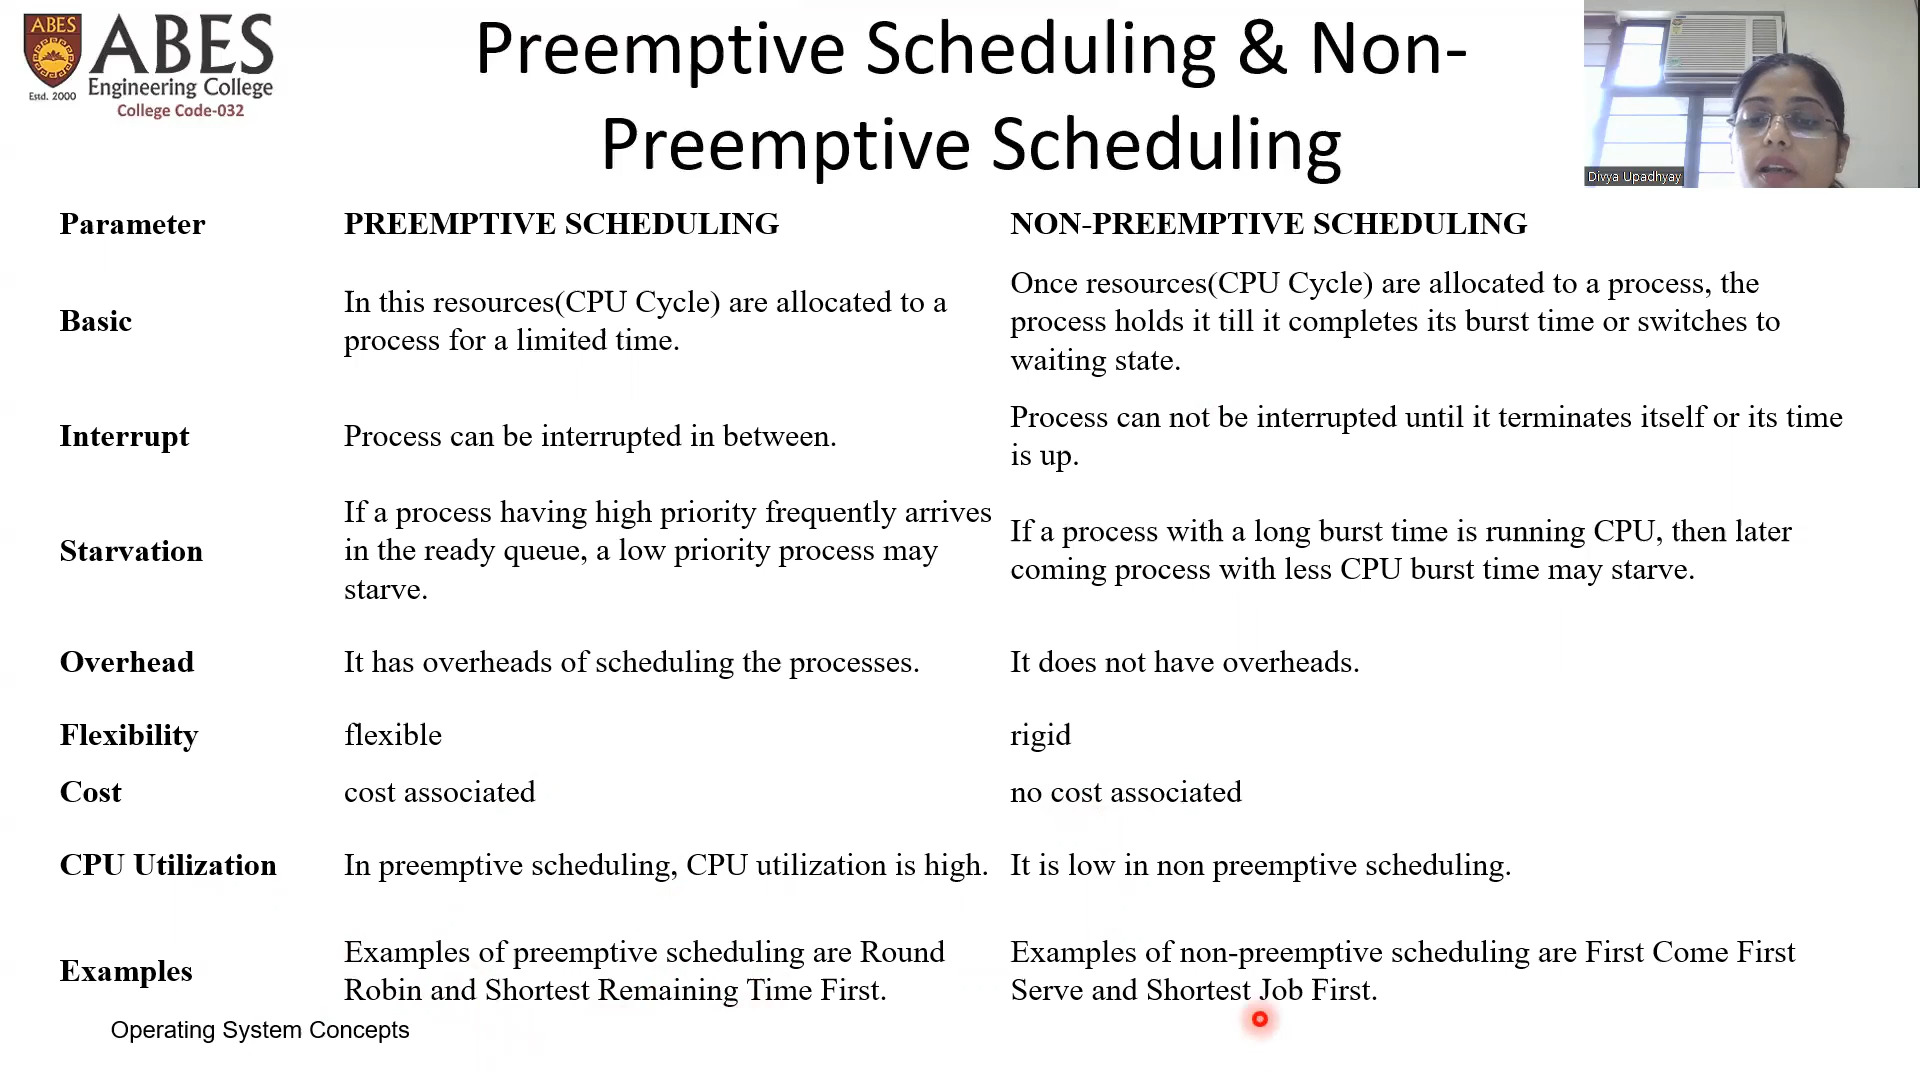 ABES
ABES
Engineering College
Estd. 2000
College Code-032
Preemptive Scheduling & Non-
Preemptive Scheduling
Divya Upadhyay
Parameter PREEMPTIVE SCHEDULING NON-PREEMPTIVE SCHEDULING
Basic
In this resources(CPU Cycle) are allocated to a
process for a limited time.
Once resources(CPU Cycle) are allocated to a process, the
process holds it till it completes its burst time or switches to
waiting state.
Interrupt
Process can be interrupted in between.
Process can not be interrupted until it terminates itself or its time
is up.
Starvation
If a process having high priority frequently arrives
in the ready queue, a low priority process may
starve.
If a process with a long burst time is running CPU, then later
coming process with less CPU burst time may starve.
Overhead It has overheads of scheduling the processes. It does not have overheads.
Flexibility flexible rigid
Cost cost associated no cost associated
CPU Utilization In preemptive scheduling, CPU utilization is high. It is low in non preemptive scheduling.
Examples
Examples of preemptive scheduling are Round
Robin and Shortest Remaining Time First.
Examples of non-preemptive scheduling are First Come First
Serve and Shortest Job First.
Operating System Concepts